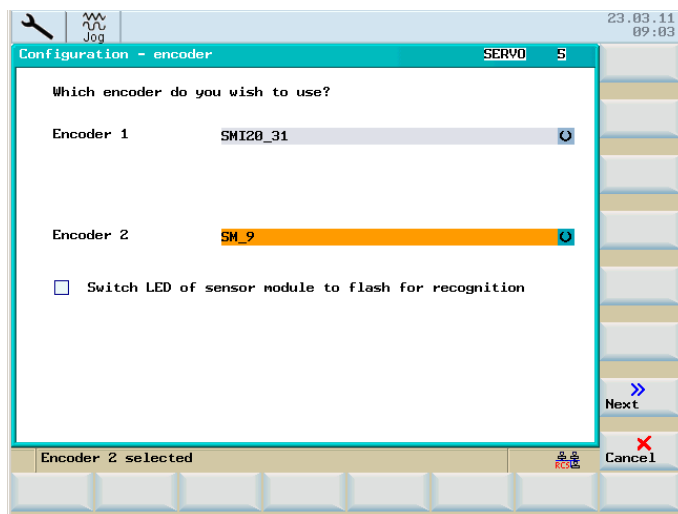 23.03.11
09:03
Jog
Configuration - encoder SERVO 5
Which encoder do you wish to use?
Encoder 1 SMI20_31
Encoder 2 SM_9
Switch LED of sensor module to flash for recognition
Next
Encoder 2 selected RCS Cancel